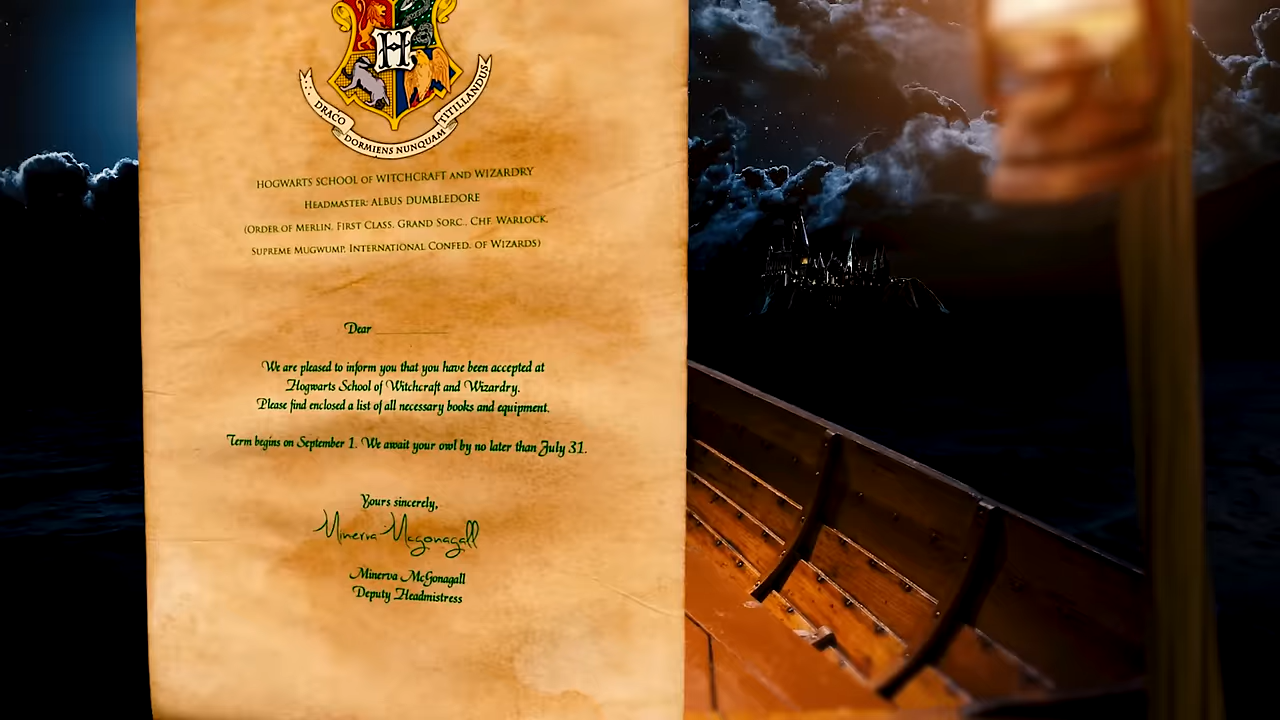 H
DRACO DORMIENS NUNQUAM TITILLANDUS
HOGWARTS SCHOOL OF WITCHCRAFT AND WIZARDRY
HEADMASTER: ALBUS DUMBLEDORE
(ORDER OF MERLIN, FIRST CLASS, GRAND SORC., CHF. WARLOCK,
SUPREME MUGWUMP, INTERNATIONAL CONFED. OF WIZARDS)
Dear __________
We are pleased to inform you that you have been accepted at
Hogwarts School of Witchcraft and Wizardry.
Please find enclosed a list of all necessary books and equipment.
Term begins on September 1. We await your owl by no later than July 31.
Yours sincerely,
Minerva Mcgonagall
Minerva McGonagall
Deputy Headmistress